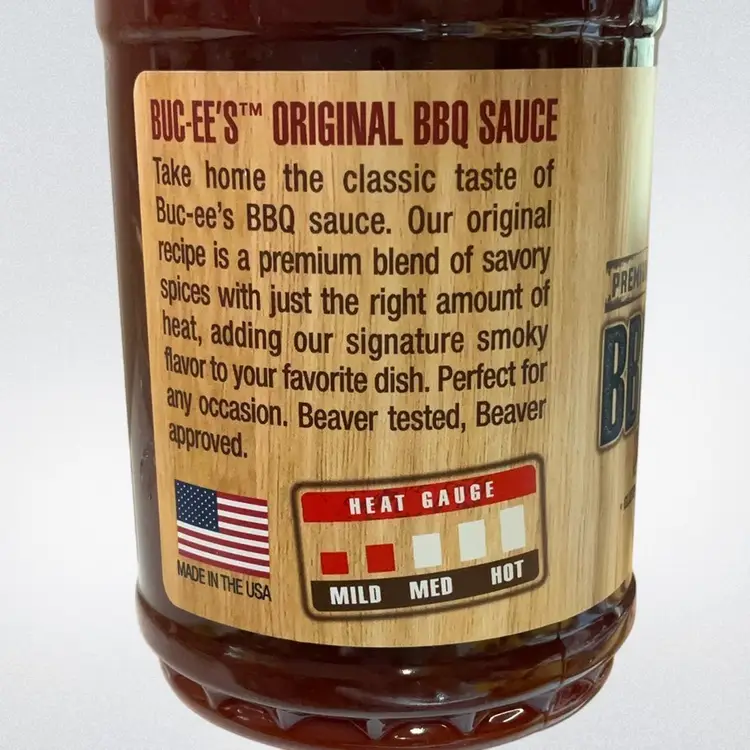 BUC-EE'S™ ORIGINAL BBQ SAUCE
Take home the classic taste of
Buc-ee's BBQ sauce. Our original
recipe is a premium blend of savory
spices with just the right amount of
heat, adding our signature smoky
flavor to your favorite dish. Perfect for
any occasion. Beaver tested, Beaver
approved.
HEAT GAUGE
MILD MED HOT
MADE IN THE USA